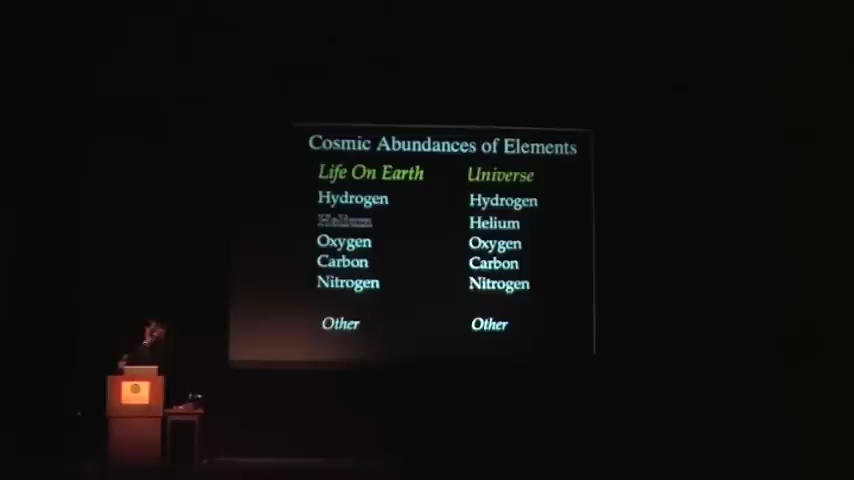 Cosmic Abundances of Elements
Life On Earth Universe
Hydrogen Hydrogen
Helium Helium
Oxygen Oxygen
Carbon Carbon
Nitrogen Nitrogen
Other Other